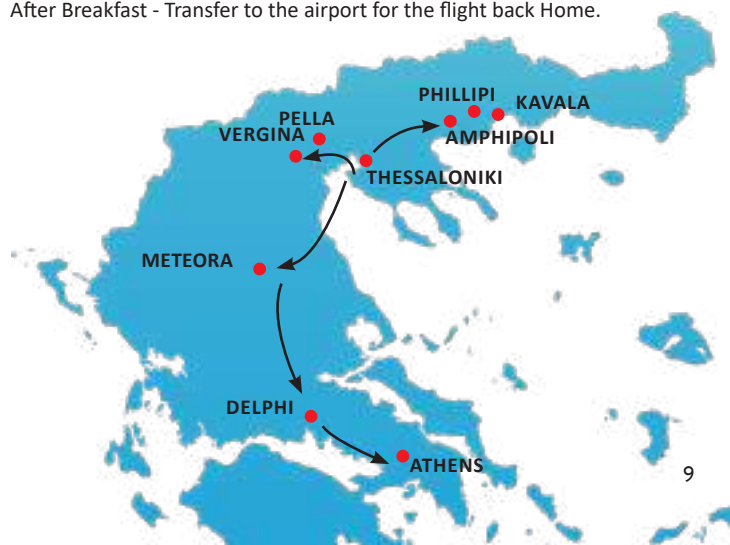 After Breakfast - Transfer to the airport for the flight back Home.
PHILLIPI
KAVALA
PELLA
VERGINA
AMPHIPOLI
THESSALONIKI
METEORA
DELPHI
ATHENS
9